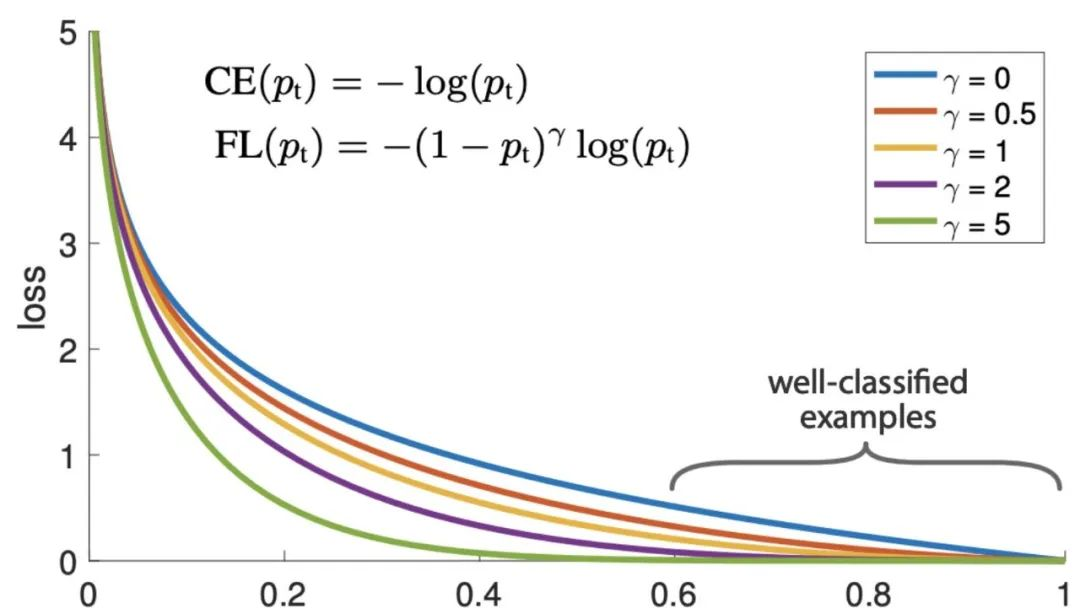 CE(pₜ) = − log(pₜ)
FL(pₜ) = −(1 − pₜ)^γ log(pₜ)
γ = 0
γ = 0.5
γ = 1
γ = 2
γ = 5
5
4
3
2
1
0
loss
well-classified
examples
0 0.2 0.4 0.6 0.8 1